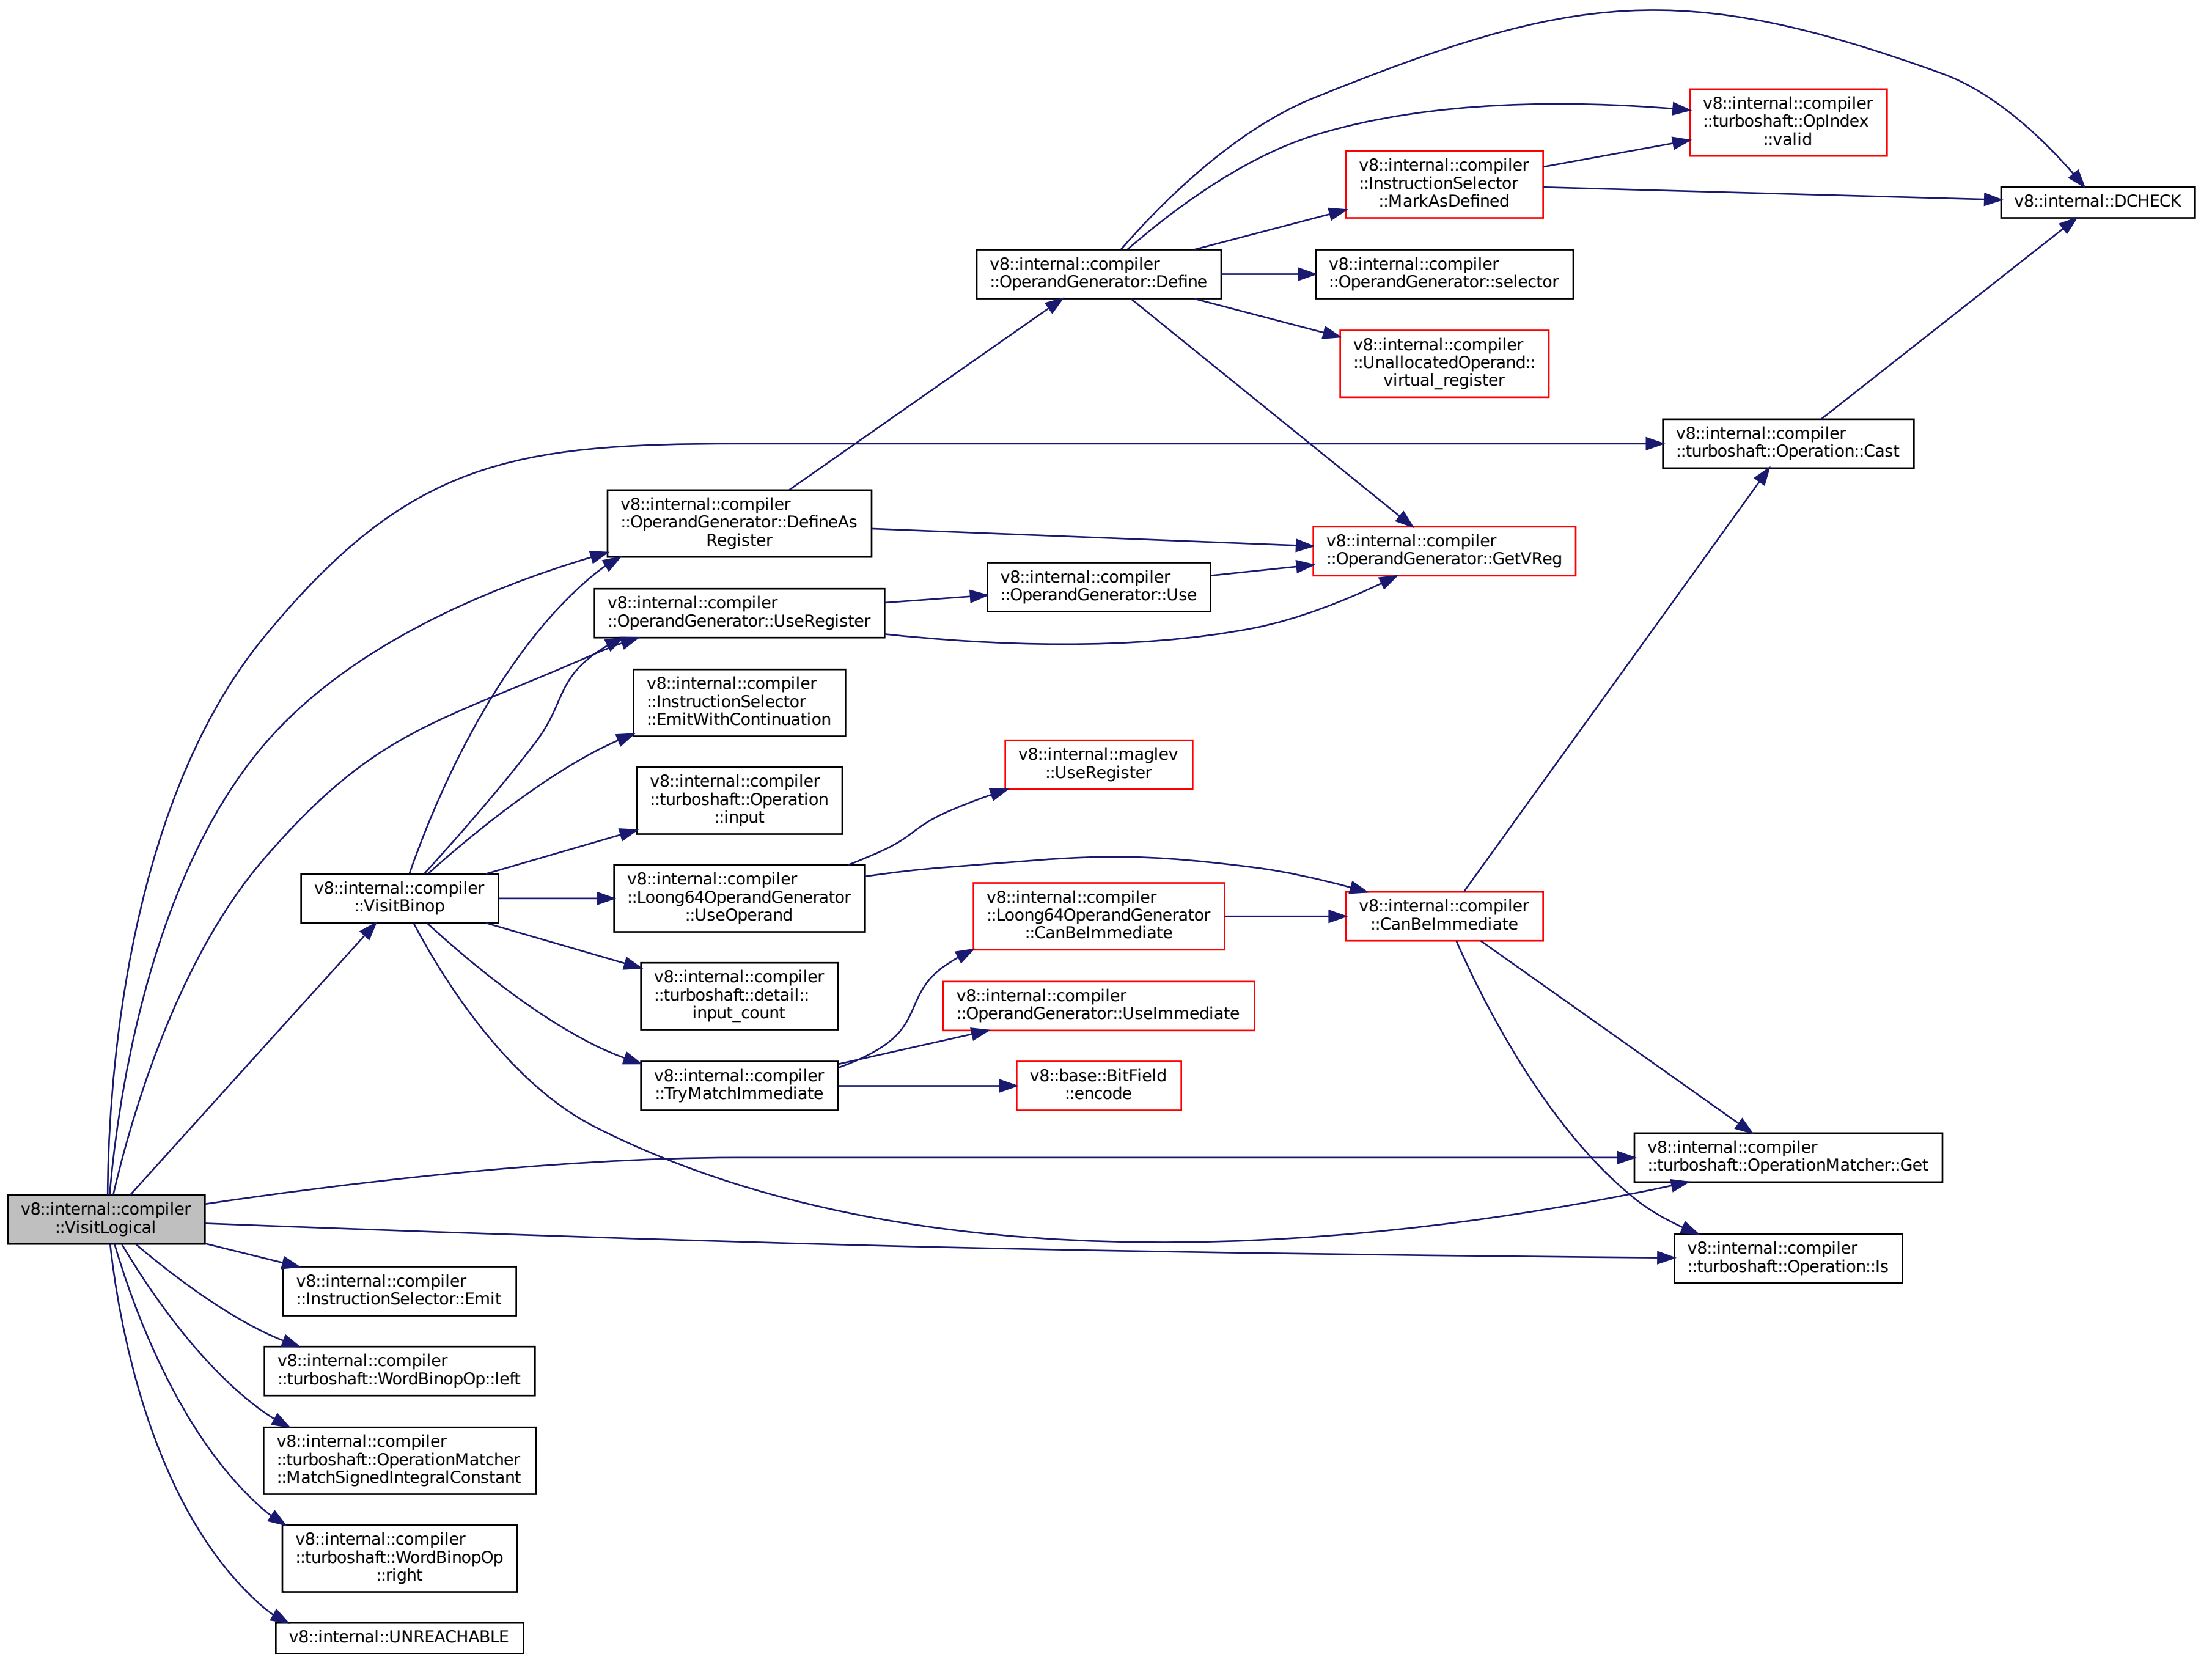 v8::internal::compiler
::turboshaft::OpIndex
::valid
v8::internal::compiler
::InstructionSelector
::MarkAsDefined
v8::internal::DCHECK
v8::internal::compiler
::OperandGenerator::Define
v8::internal::compiler
::OperandGenerator::selector
v8::internal::compiler
::UnallocatedOperand::
virtual_register
v8::internal::compiler
::turboshaft::Operation::Cast
v8::internal::compiler
::OperandGenerator::DefineAs
Register
v8::internal::compiler
::OperandGenerator::GetVReg
v8::internal::compiler
::OperandGenerator::Use
v8::internal::compiler
::OperandGenerator::UseRegister
v8::internal::compiler
::InstructionSelector
::EmitWithContinuation
v8::internal::maglev
::UseRegister
v8::internal::compiler
::turboshaft::Operation
::input
v8::internal::compiler
::VisitBinop
v8::internal::compiler
::Loong64OperandGenerator
::UseOperand
v8::internal::compiler
::Loong64OperandGenerator
::CanBeImmediate
v8::internal::compiler
::CanBeImmediate
v8::internal::compiler
::turboshaft::detail::
input_count
v8::internal::compiler
::OperandGenerator::UseImmediate
v8::internal::compiler
::TryMatchImmediate
v8::base::BitField
::encode
v8::internal::compiler
::turboshaft::OperationMatcher::Get
v8::internal::compiler
::VisitLogical
v8::internal::compiler
::turboshaft::Operation::Is
v8::internal::compiler
::InstructionSelector::Emit
v8::internal::compiler
::turboshaft::WordBinopOp::left
v8::internal::compiler
::turboshaft::OperationMatcher
::MatchSignedIntegralConstant
v8::internal::compiler
::turboshaft::WordBinopOp
::right
v8::internal::UNREACHABLE